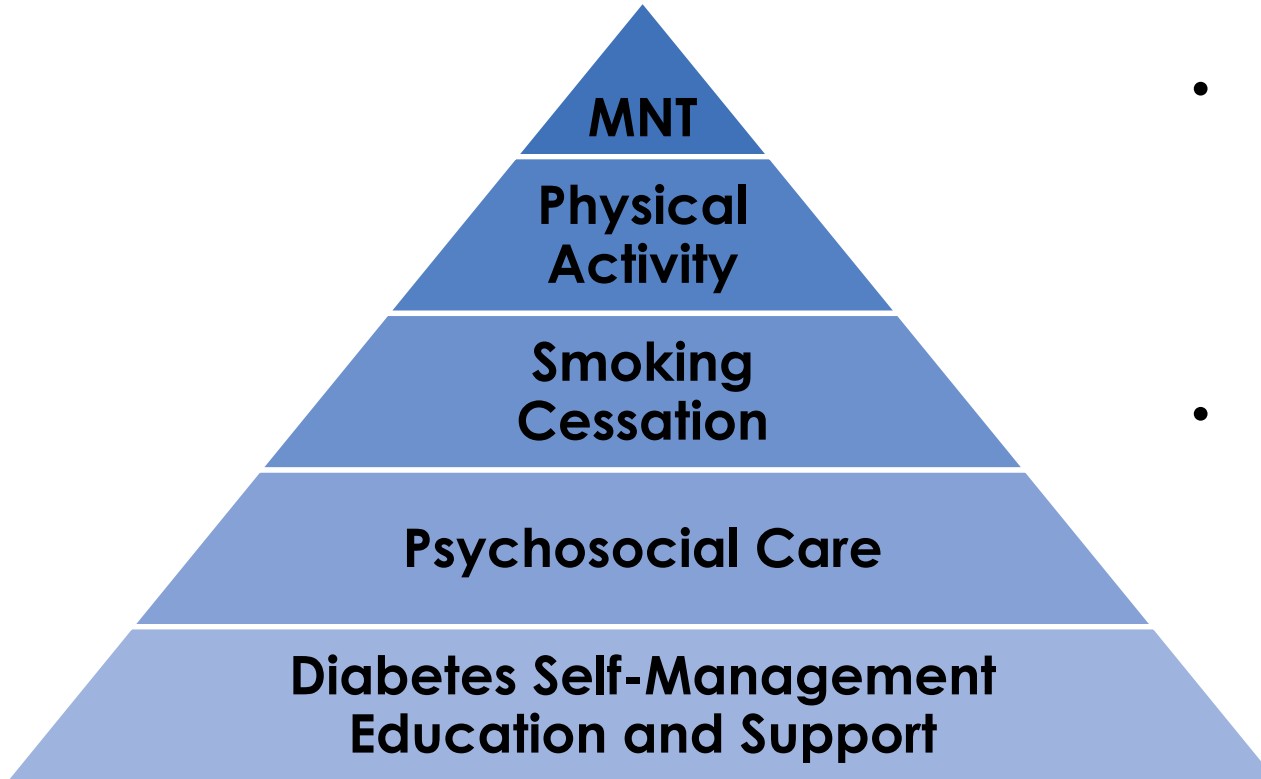 MNT
Physical
Activity
Smoking
Cessation
Psychosocial Care
Diabetes Self-Management
Education and Support